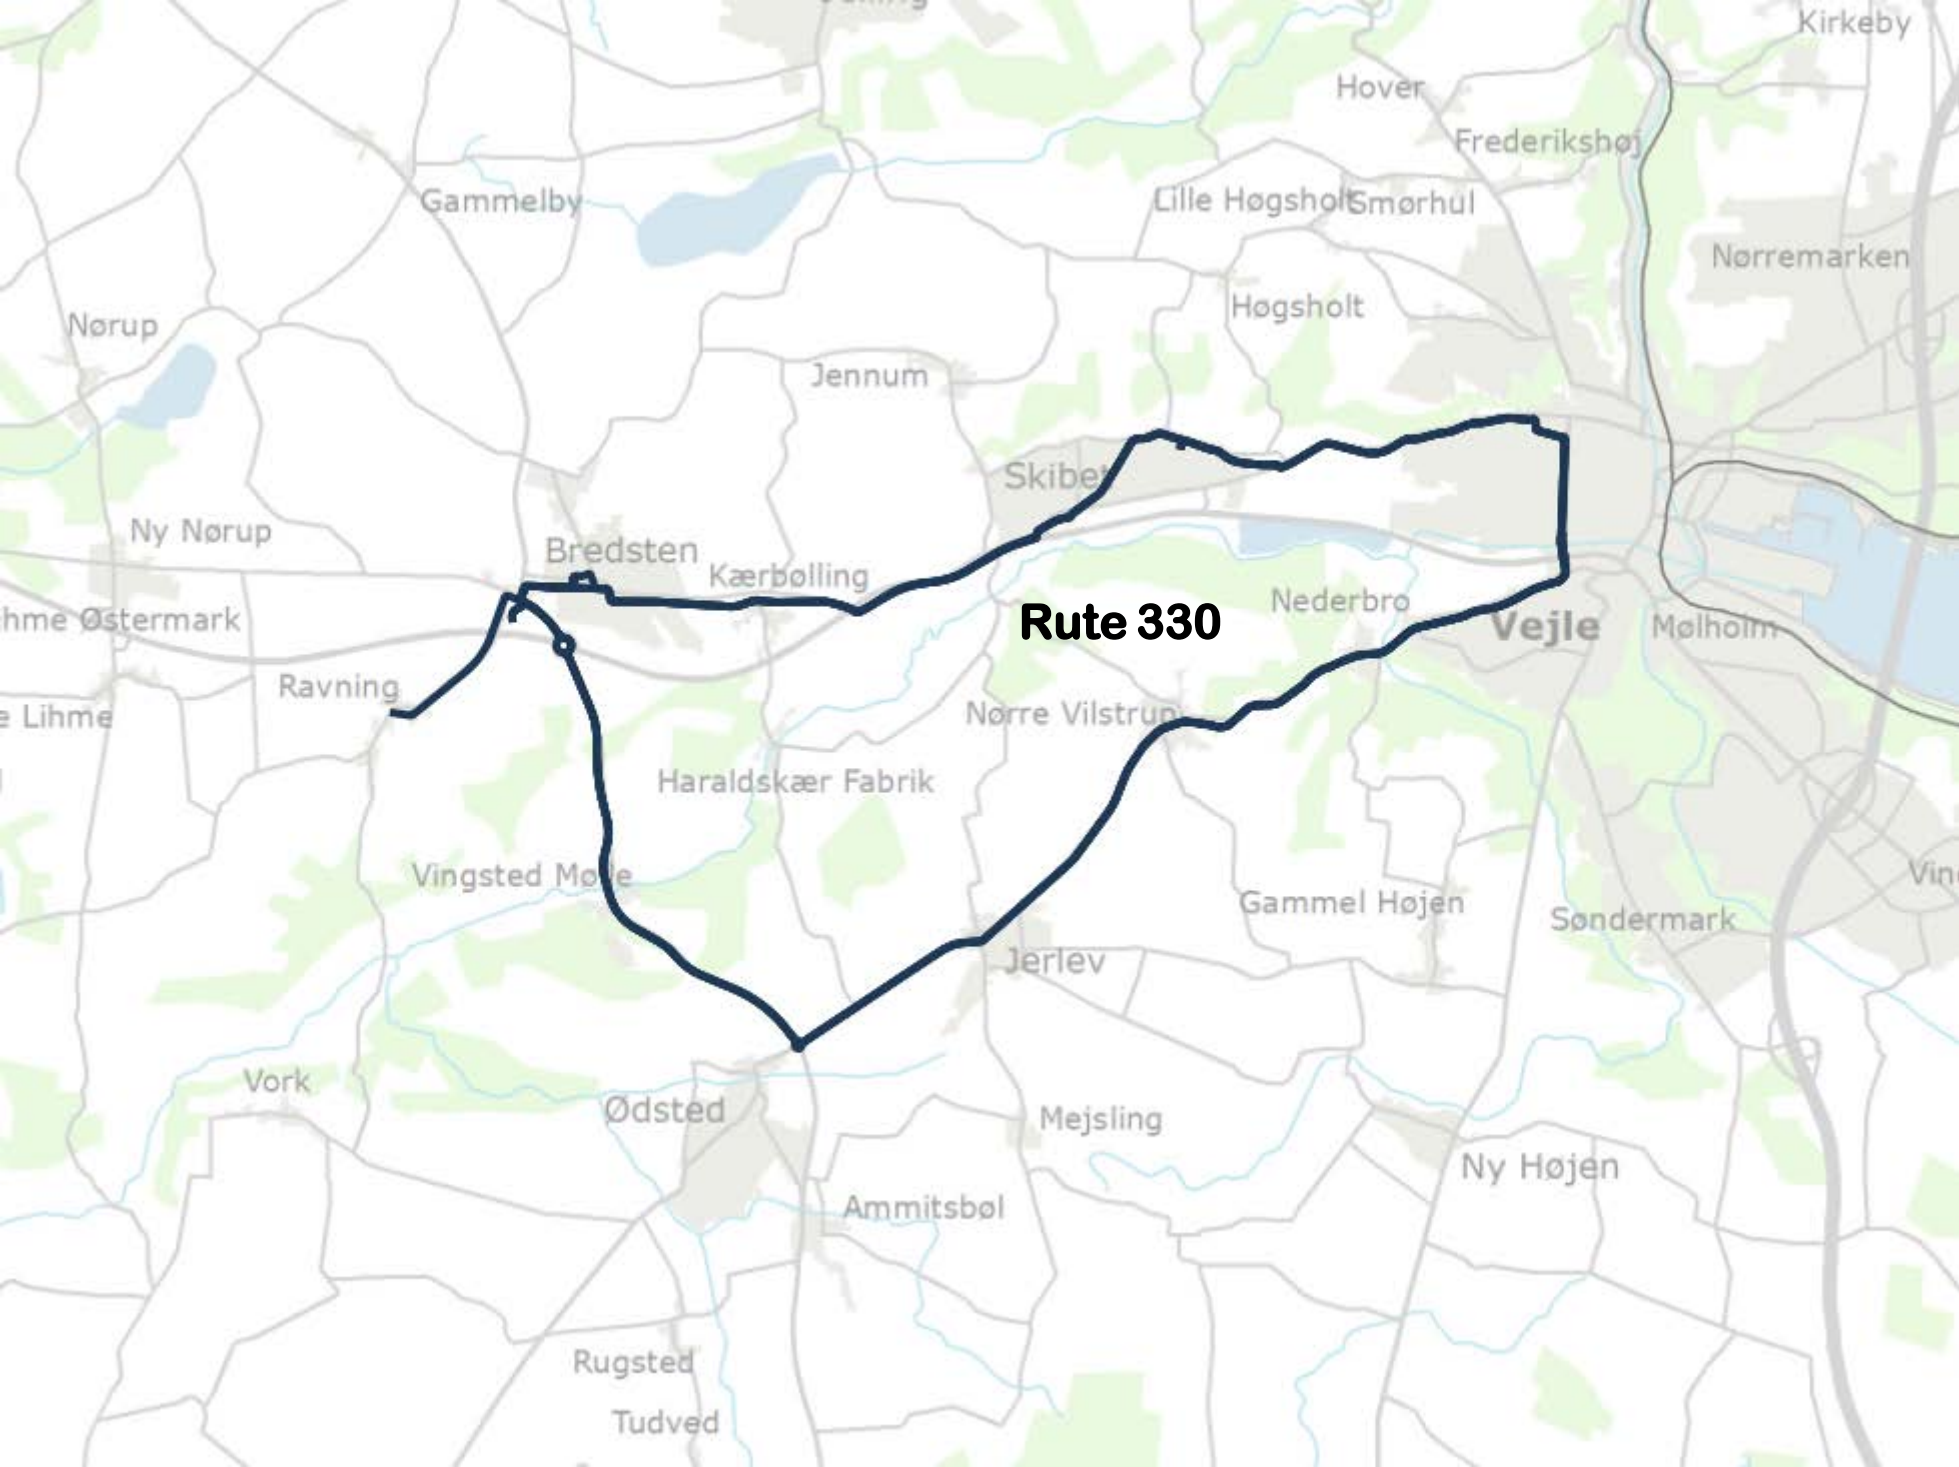 Kirkeby
Hover
Frederikshøj
Gammelby
Lille Høgsholt
Smørhul
Nørremarken
Høgsholt
Nørup
Jennum
Skibet
Ny Nørup
Bredsten
Kærbølling
Nederbro
Rute 330
Vejle
Mølholm
hme Østermark
Ravning
e Lihme
Nørre Vilstrup
Haraldskær Fabrik
Vingsted Mølle
Vin
Gammel Højen
Søndermark
Jerlev
Vork
Ødsted
Mejsling
Ny Højen
Ammitsbøl
Rugsted
Tudved